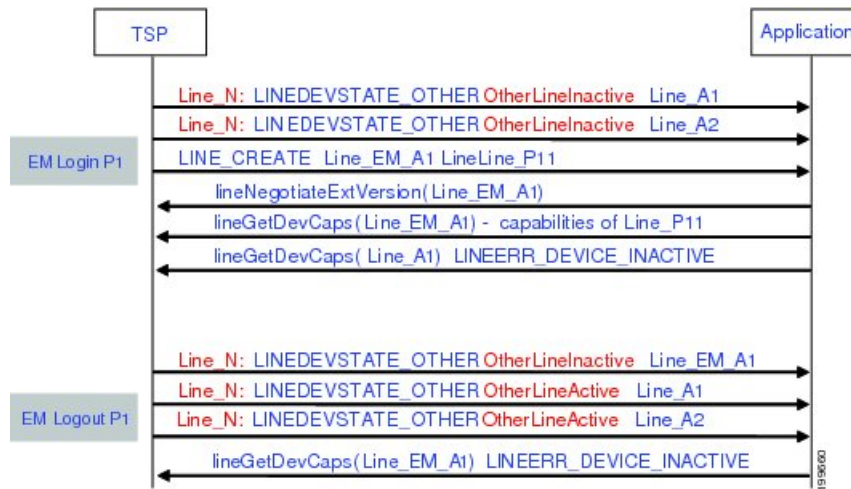 TSP
Application
Line_N: LINEDEVSTATE_OTHER OtherLineInactive Line_A1
Line_N: LINEDEVSTATE_OTHER OtherLineInactive Line_A2
EM Login P1
LINE_CREATE Line_EM_A1 LineLine_P11
lineNegotiateExtVersion(Line_EM_A1)
lineGetDevCaps(Line_EM_A1) - capabilities of Line_P11
lineGetDevCaps( Line_A1) LINEERR_DEVICE_INACTIVE
Line_N: LINEDEVSTATE_OTHER OtherLineInactive Line_EM_A1
Line_N: LINEDEVSTATE_OTHER OtherLineActive Line_A1
EM Logout P1
Line_N: LINEDEVSTATE_OTHER OtherLineActive Line_A2
lineGetDevCaps(Line_EM_A1) LINEERR_DEVICE_INACTIVE
199660